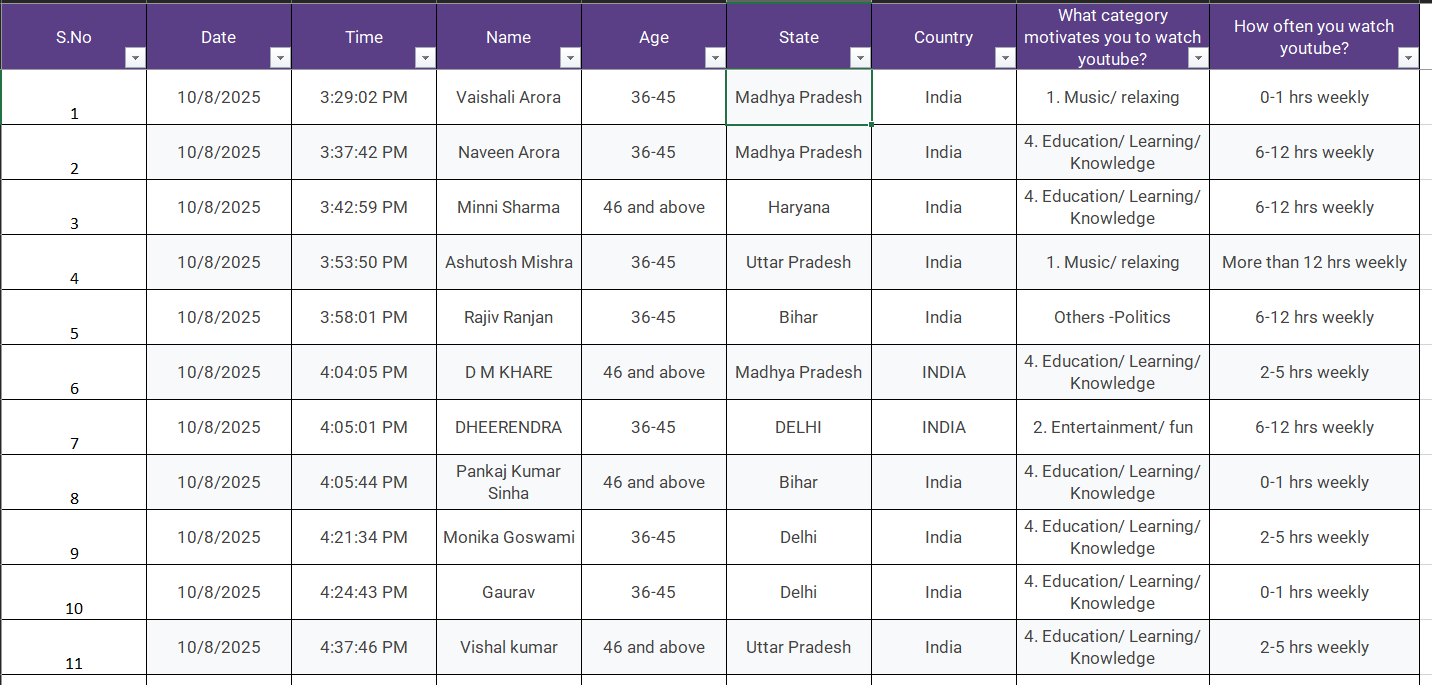 S.No Date Time Name Age State Country What category motivates you to watch youtube? How often you watch youtube?
1 10/8/2025 3:29:02 PM Vaishali Arora 36-45 Madhya Pradesh India 1. Music/ relaxing 0-1 hrs weekly
2 10/8/2025 3:37:42 PM Naveen Arora 36-45 Madhya Pradesh India 4. Education/ Learning/ Knowledge 6-12 hrs weekly
3 10/8/2025 3:42:59 PM Minni Sharma 46 and above Haryana India 4. Education/ Learning/ Knowledge 6-12 hrs weekly
4 10/8/2025 3:53:50 PM Ashutosh Mishra 36-45 Uttar Pradesh India 1. Music/ relaxing More than 12 hrs weekly
5 10/8/2025 3:58:01 PM Rajiv Ranjan 36-45 Bihar India Others -Politics 6-12 hrs weekly
6 10/8/2025 4:04:05 PM D M KHARE 46 and above Madhya Pradesh INDIA 4. Education/ Learning/ Knowledge 2-5 hrs weekly
7 10/8/2025 4:05:01 PM DHEERENDRA 36-45 DELHI INDIA 2. Entertainment/ fun 6-12 hrs weekly
8 10/8/2025 4:05:44 PM Pankaj Kumar Sinha 46 and above Bihar India 4. Education/ Learning/ Knowledge 0-1 hrs weekly
9 10/8/2025 4:21:34 PM Monika Goswami 36-45 Delhi India 4. Education/ Learning/ Knowledge 2-5 hrs weekly
10 10/8/2025 4:24:43 PM Gaurav 36-45 Delhi India 4. Education/ Learning/ Knowledge 0-1 hrs weekly
11 10/8/2025 4:37:46 PM Vishal kumar 46 and above Uttar Pradesh India 4. Education/ Learning/ Knowledge 2-5 hrs weekly